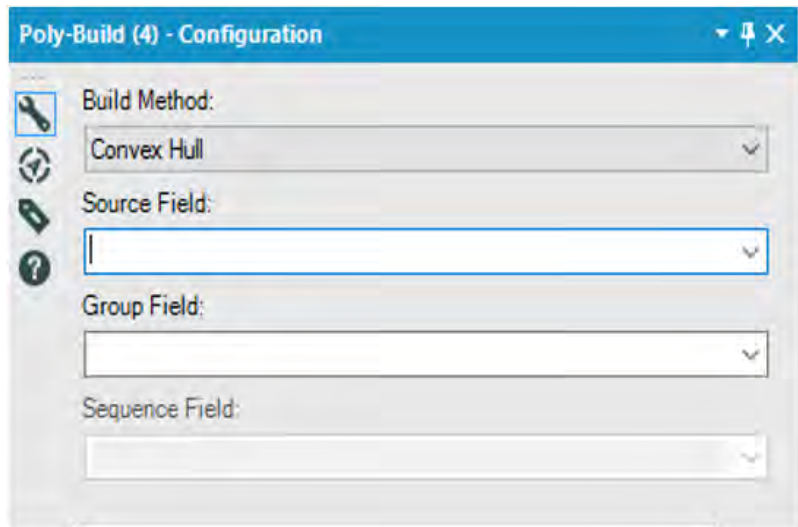 Poly-Build (4) - Configuration
Build Method:
Convex Hull
Source Field:
Group Field:
Sequence Field: